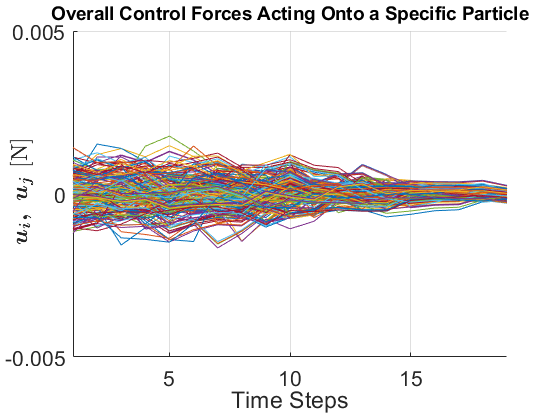 Overall Control Forces Acting Onto a Specific Particle
0.005
0
-0.005
u_i, u_j [N]
5
10
15
Time Steps